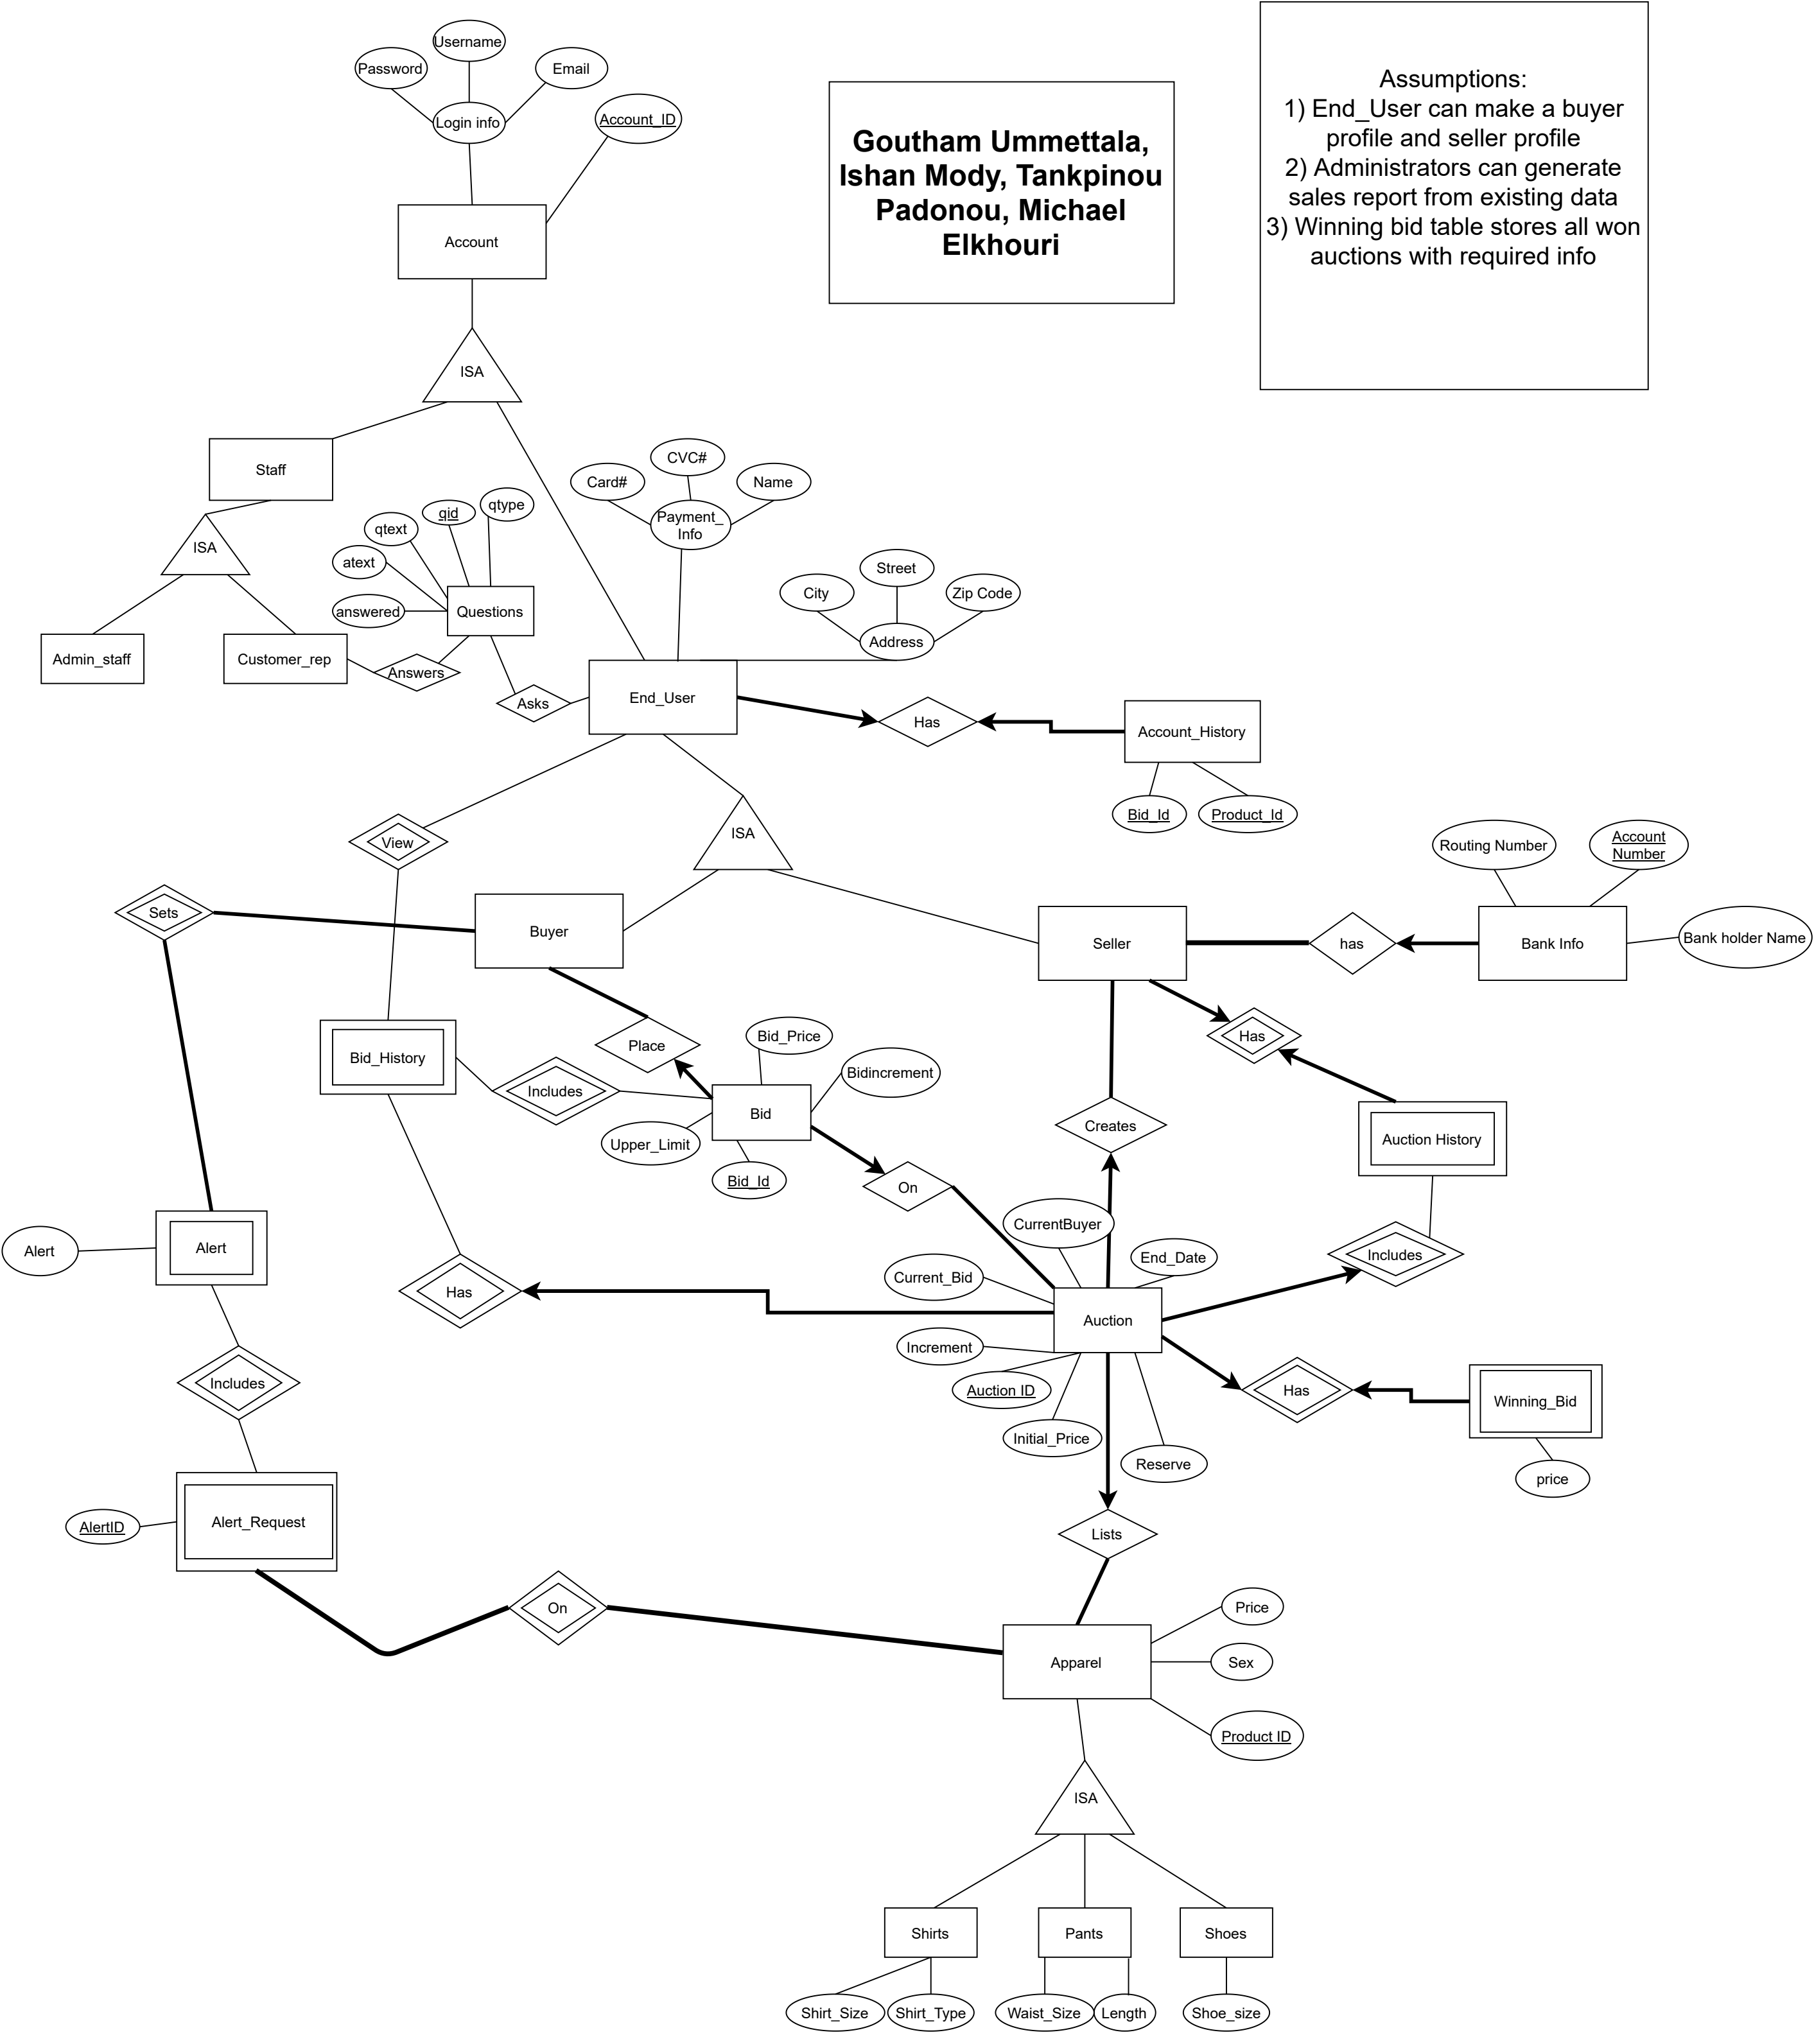 Username
Password
Email
Login info
Account_ID
Account
Goutham Ummettala,
Ishan Mody, Tankpinou
Padonou, Michael
Elkhouri
Assumptions:
1) End_User can make a buyer
profile and seller profile
2) Administrators can generate
sales report from existing data
3) Winning bid table stores all won
auctions with required info
ISA
Staff
CVC#
Card#
Name
Payment_
Info
qtype
qid
qtext
atext
answered
Questions
ISA
Street
City
Zip Code
Address
Admin_staff
Customer_rep
Answers
Asks
End_User
Has
Account_History
Bid_Id
Product_Id
View
ISA
Routing Number
Account
Number
Sets
Buyer
Seller
has
Bank Info
Bank holder Name
Bid_History
Place
Bid_Price
Has
Includes
Bidincrement
Bid
Upper_Limit
Bid_Id
Creates
Auction History
On
CurrentBuyer
Alert
Alert
End_Date
Includes
Current_Bid
Has
Auction
Increment
Includes
Auction ID
Has
Winning_Bid
Initial_Price
Reserve
price
AlertID
Alert_Request
Lists
On
Price
Apparel
Sex
Product ID
ISA
Shirts
Pants
Shoes
Shirt_Size
Shirt_Type
Waist_Size
Length
Shoe_size